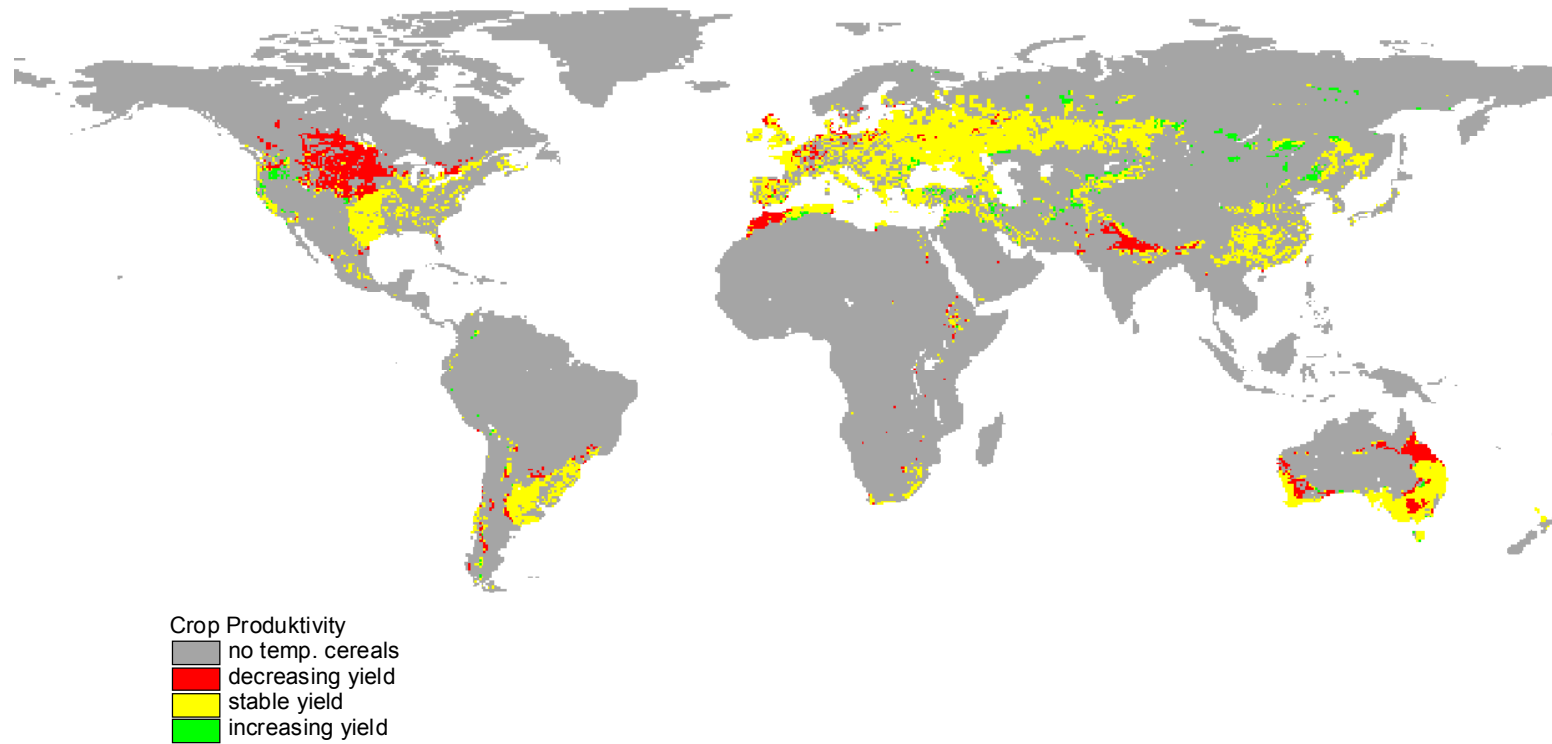 Crop Produktivity
no temp. cereals
decreasing yield
stable yield
increasing yield